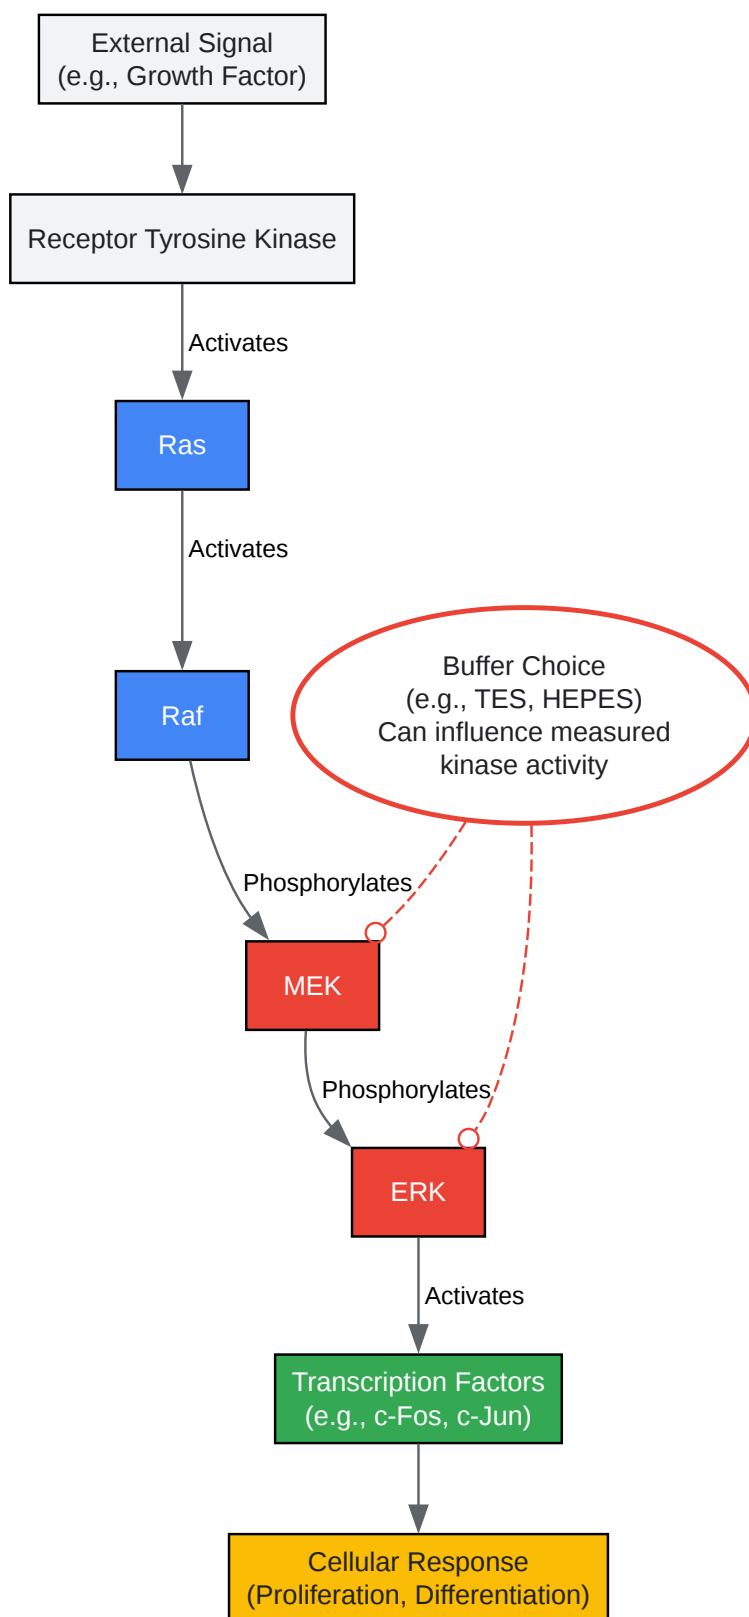 External Signal
(e.g., Growth Factor)
Receptor Tyrosine Kinase
Activates
Ras
Activates
Raf
Buffer Choice
(e.g., TES, HEPES)
Can influence measured
kinase activity
Phosphorylates
MEK
Phosphorylates
ERK
Activates
Transcription Factors
(e.g., c-Fos, c-Jun)
Cellular Response
(Proliferation, Differentiation)